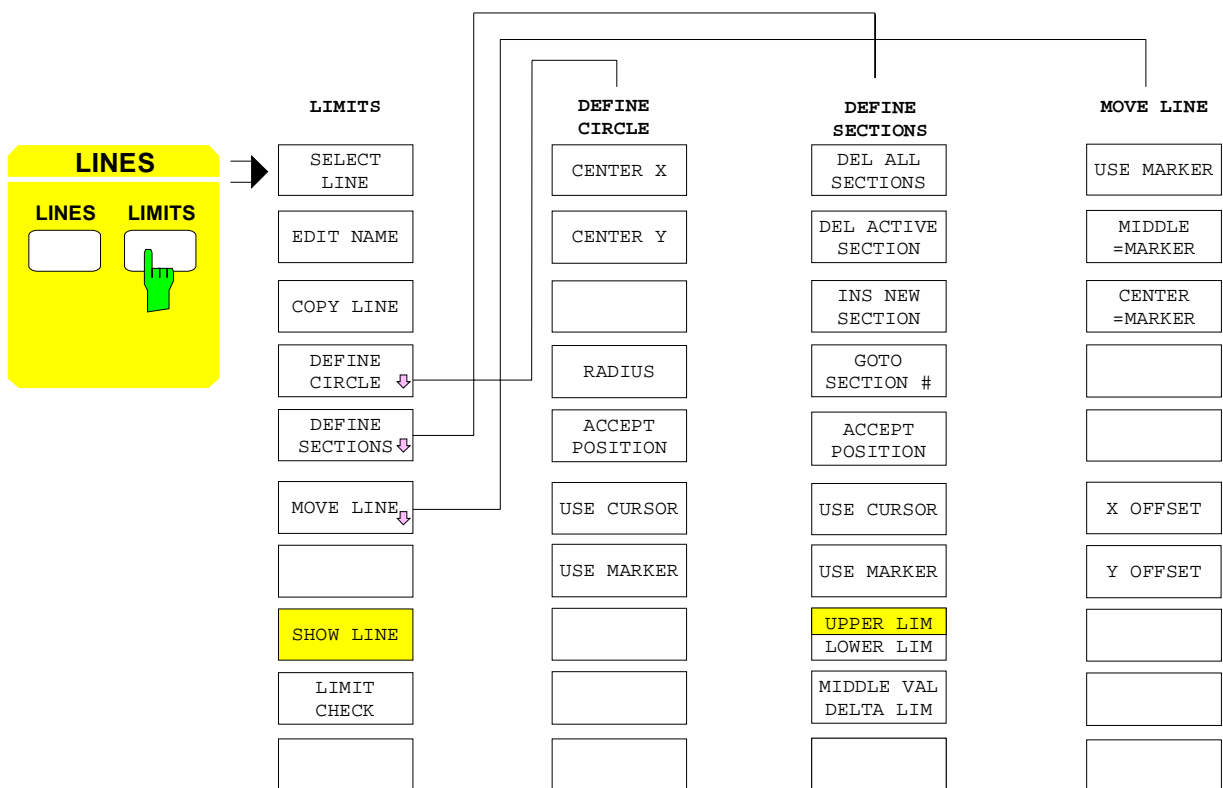 LINES
LINES LIMITS
LIMITS
SELECT
LINE
EDIT NAME
COPY LINE
DEFINE
CIRCLE
DEFINE
SECTIONS
MOVE LINE
SHOW LINE
LIMIT
CHECK
DEFINE
CIRCLE
CENTER X
CENTER Y
RADIUS
ACCEPT
POSITION
USE CURSOR
USE MARKER
DEFINE
SECTIONS
DEL ALL
SECTIONS
DEL ACTIVE
SECTION
INS NEW
SECTION
GOTO
SECTION #
ACCEPT
POSITION
USE CURSOR
USE MARKER
UPPER LIM
LOWER LIM
MIDDLE VAL
DELTA LIM
MOVE LINE
USE MARKER
MIDDLE
=MARKER
CENTER
=MARKER
X OFFSET
Y OFFSET